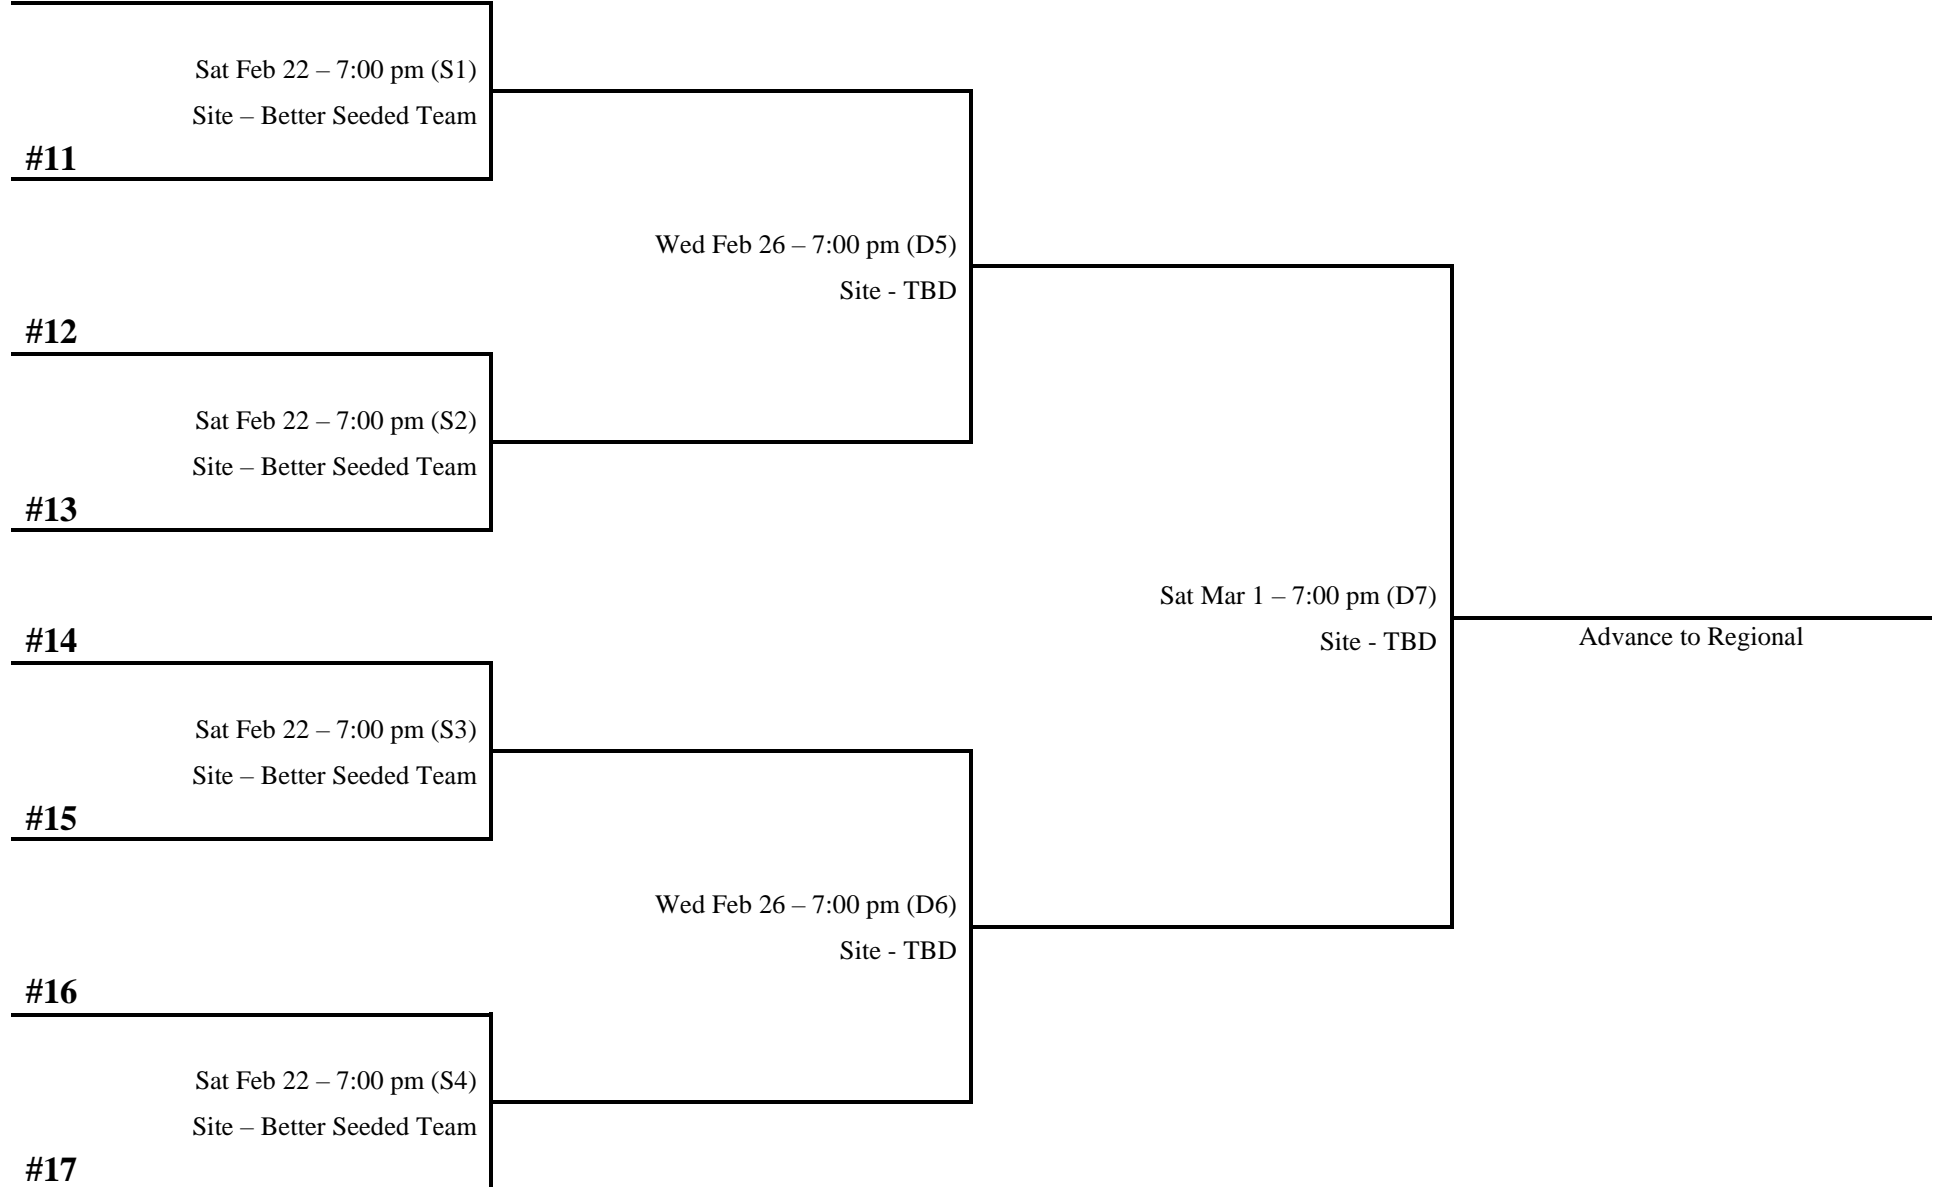 Sat Feb 22 – 7:00 pm (S1)
Site – Better Seeded Team
#11
Wed Feb 26 – 7:00 pm (D5)
Site - TBD
#12
Sat Feb 22 – 7:00 pm (S2)
Site – Better Seeded Team
#13
Sat Mar 1 – 7:00 pm (D7)
Site - TBD
Advance to Regional
#14
Sat Feb 22 – 7:00 pm (S3)
Site – Better Seeded Team
#15
Wed Feb 26 – 7:00 pm (D6)
Site - TBD
#16
Sat Feb 22 – 7:00 pm (S4)
Site – Better Seeded Team
#17